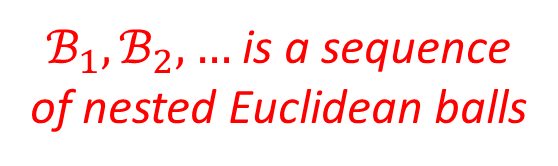 ℬ₁, ℬ₂, … is a sequence
of nested Euclidean balls